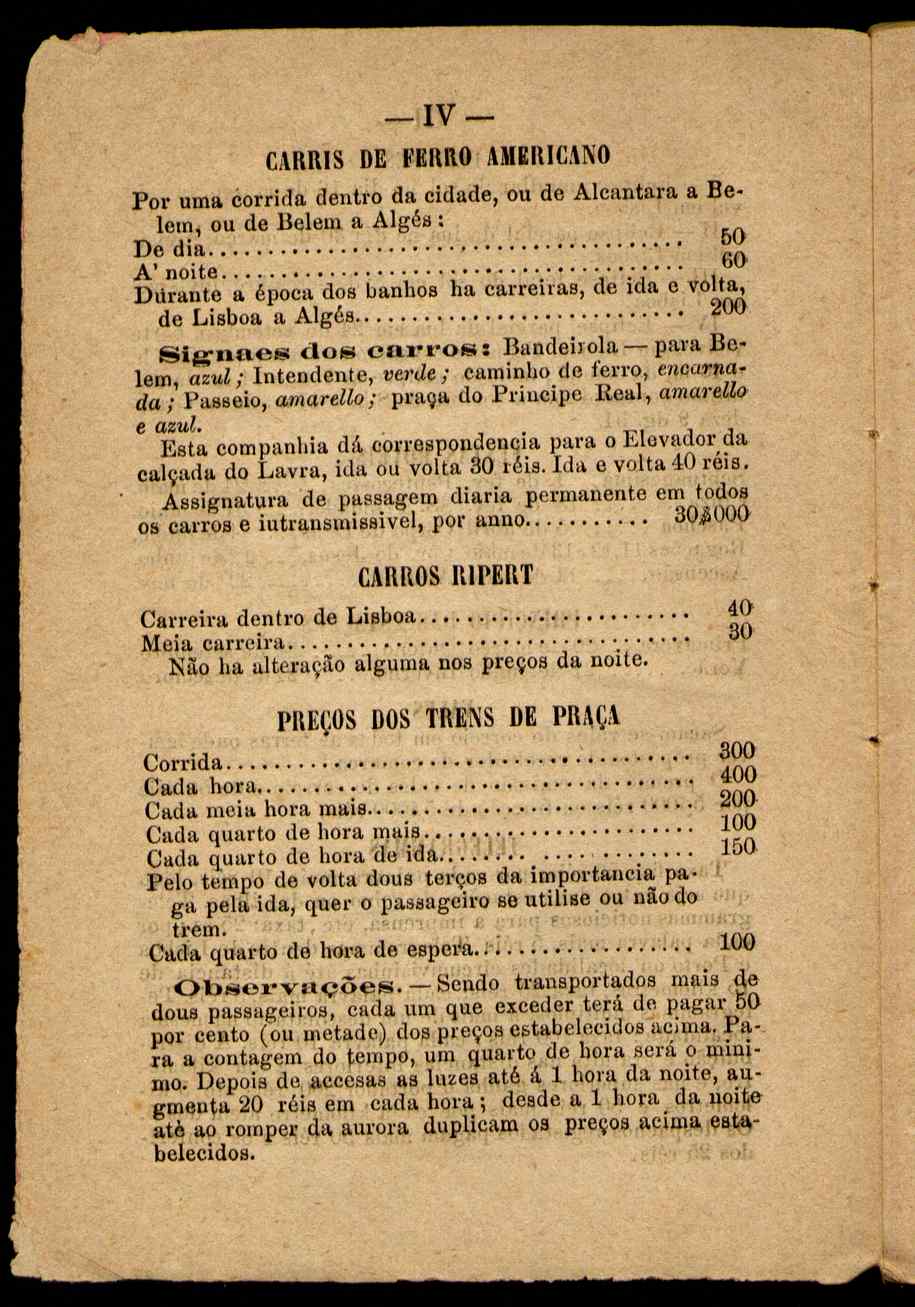 — IV —
CARRIS DE FERRO AMERICANO
Por uma corrida dentro da cidade, ou de Alcantara a Be-
lem, ou de Belem a Algés:
De dia........................................ 50
A' noite...................................... 60
Durante a época dos banhos ha carreiras, de ida e volta,
de Lisboa a Algés............................ 200
Signaes dos carros: Bandeirola — para Be-
lem, azul; Intendente, verde; caminho de ferro, encarna-
da; Passeio, amarello; praça do Principe Real, amarello
e azul.
Esta companhia dá correspondencia para o Elevador da
calçada do Lavra, ida ou volta 30 réis. Ida e volta 40 réis.
Assignatura de passagem diaria permanente em todos
os carros e iutransmissivel, por anno........... 30$000
CARROS RIPERT
Carreira dentro de Lisboa....................... 40
Meia carreira.................................. 30
Não ha alteração alguma nos preços da noite.
PREÇOS DOS TRENS DE PRAÇA
Corrida........................................ 300
Cada hora...................................... 400
Cada meia hora mais............................ 200
Cada quarto de hora mais....................... 100
Cada quarto de hora de ida..................... 150
Pelo tempo de volta dous terços da importancia pa-
ga pela ida, quer o passageiro se utilise ou não do
trem.
Cada quarto de hora de espera................... 100
Observações. — Sendo transportados mais de
dous passageiros, cada um que exceder terá de pagar 50
por cento (ou metade) dos preços estabelecidos acima. Pa-
ra a contagem do tempo, um quarto de hora será o mini-
mo. Depois de accesas as luzes até á 1 hora da noite, au-
gmenta 20 réis em cada hora; desde a 1 hora da noite
até ao romper da aurora duplicam os preços acima esta-
belecidos.